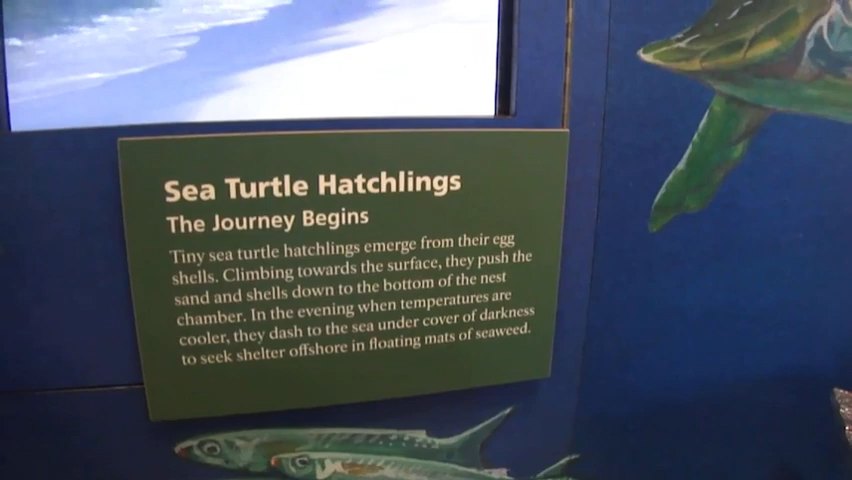 Sea Turtle Hatchlings
The Journey Begins
Tiny sea turtle hatchlings emerge from their egg
shells. Climbing towards the surface, they push the
sand and shells down to the bottom of the nest
chamber. In the evening when temperatures are
cooler, they dash to the sea under cover of darkness
to seek shelter offshore in floating mats of seaweed.